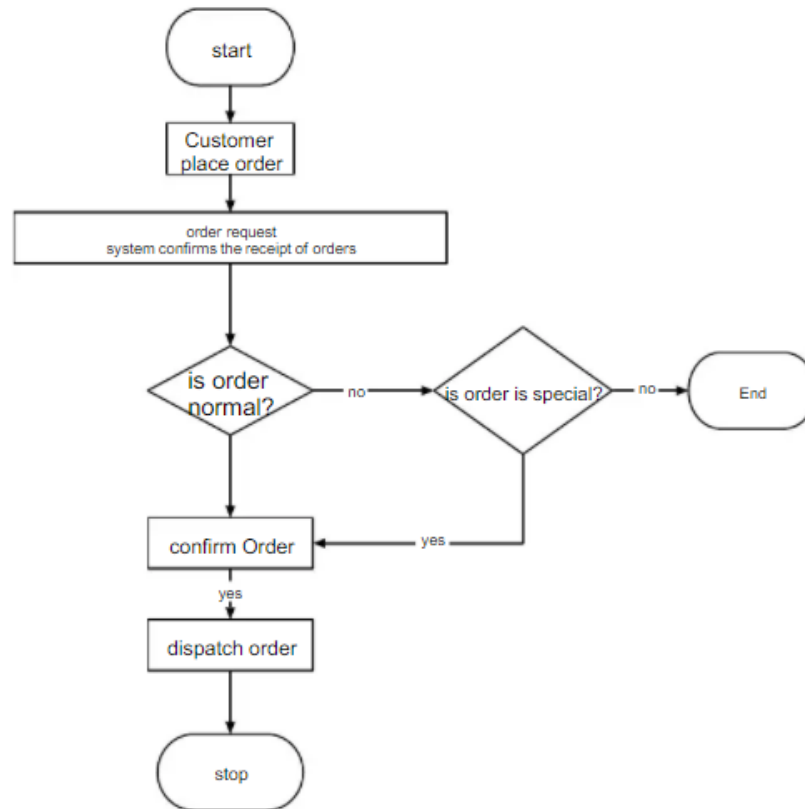 start
Customer
place order
order request
system confirms the receipt of orders
is order
normal?
no
is order is special?
no
End
confirm Order
yes
yes
dispatch order
stop